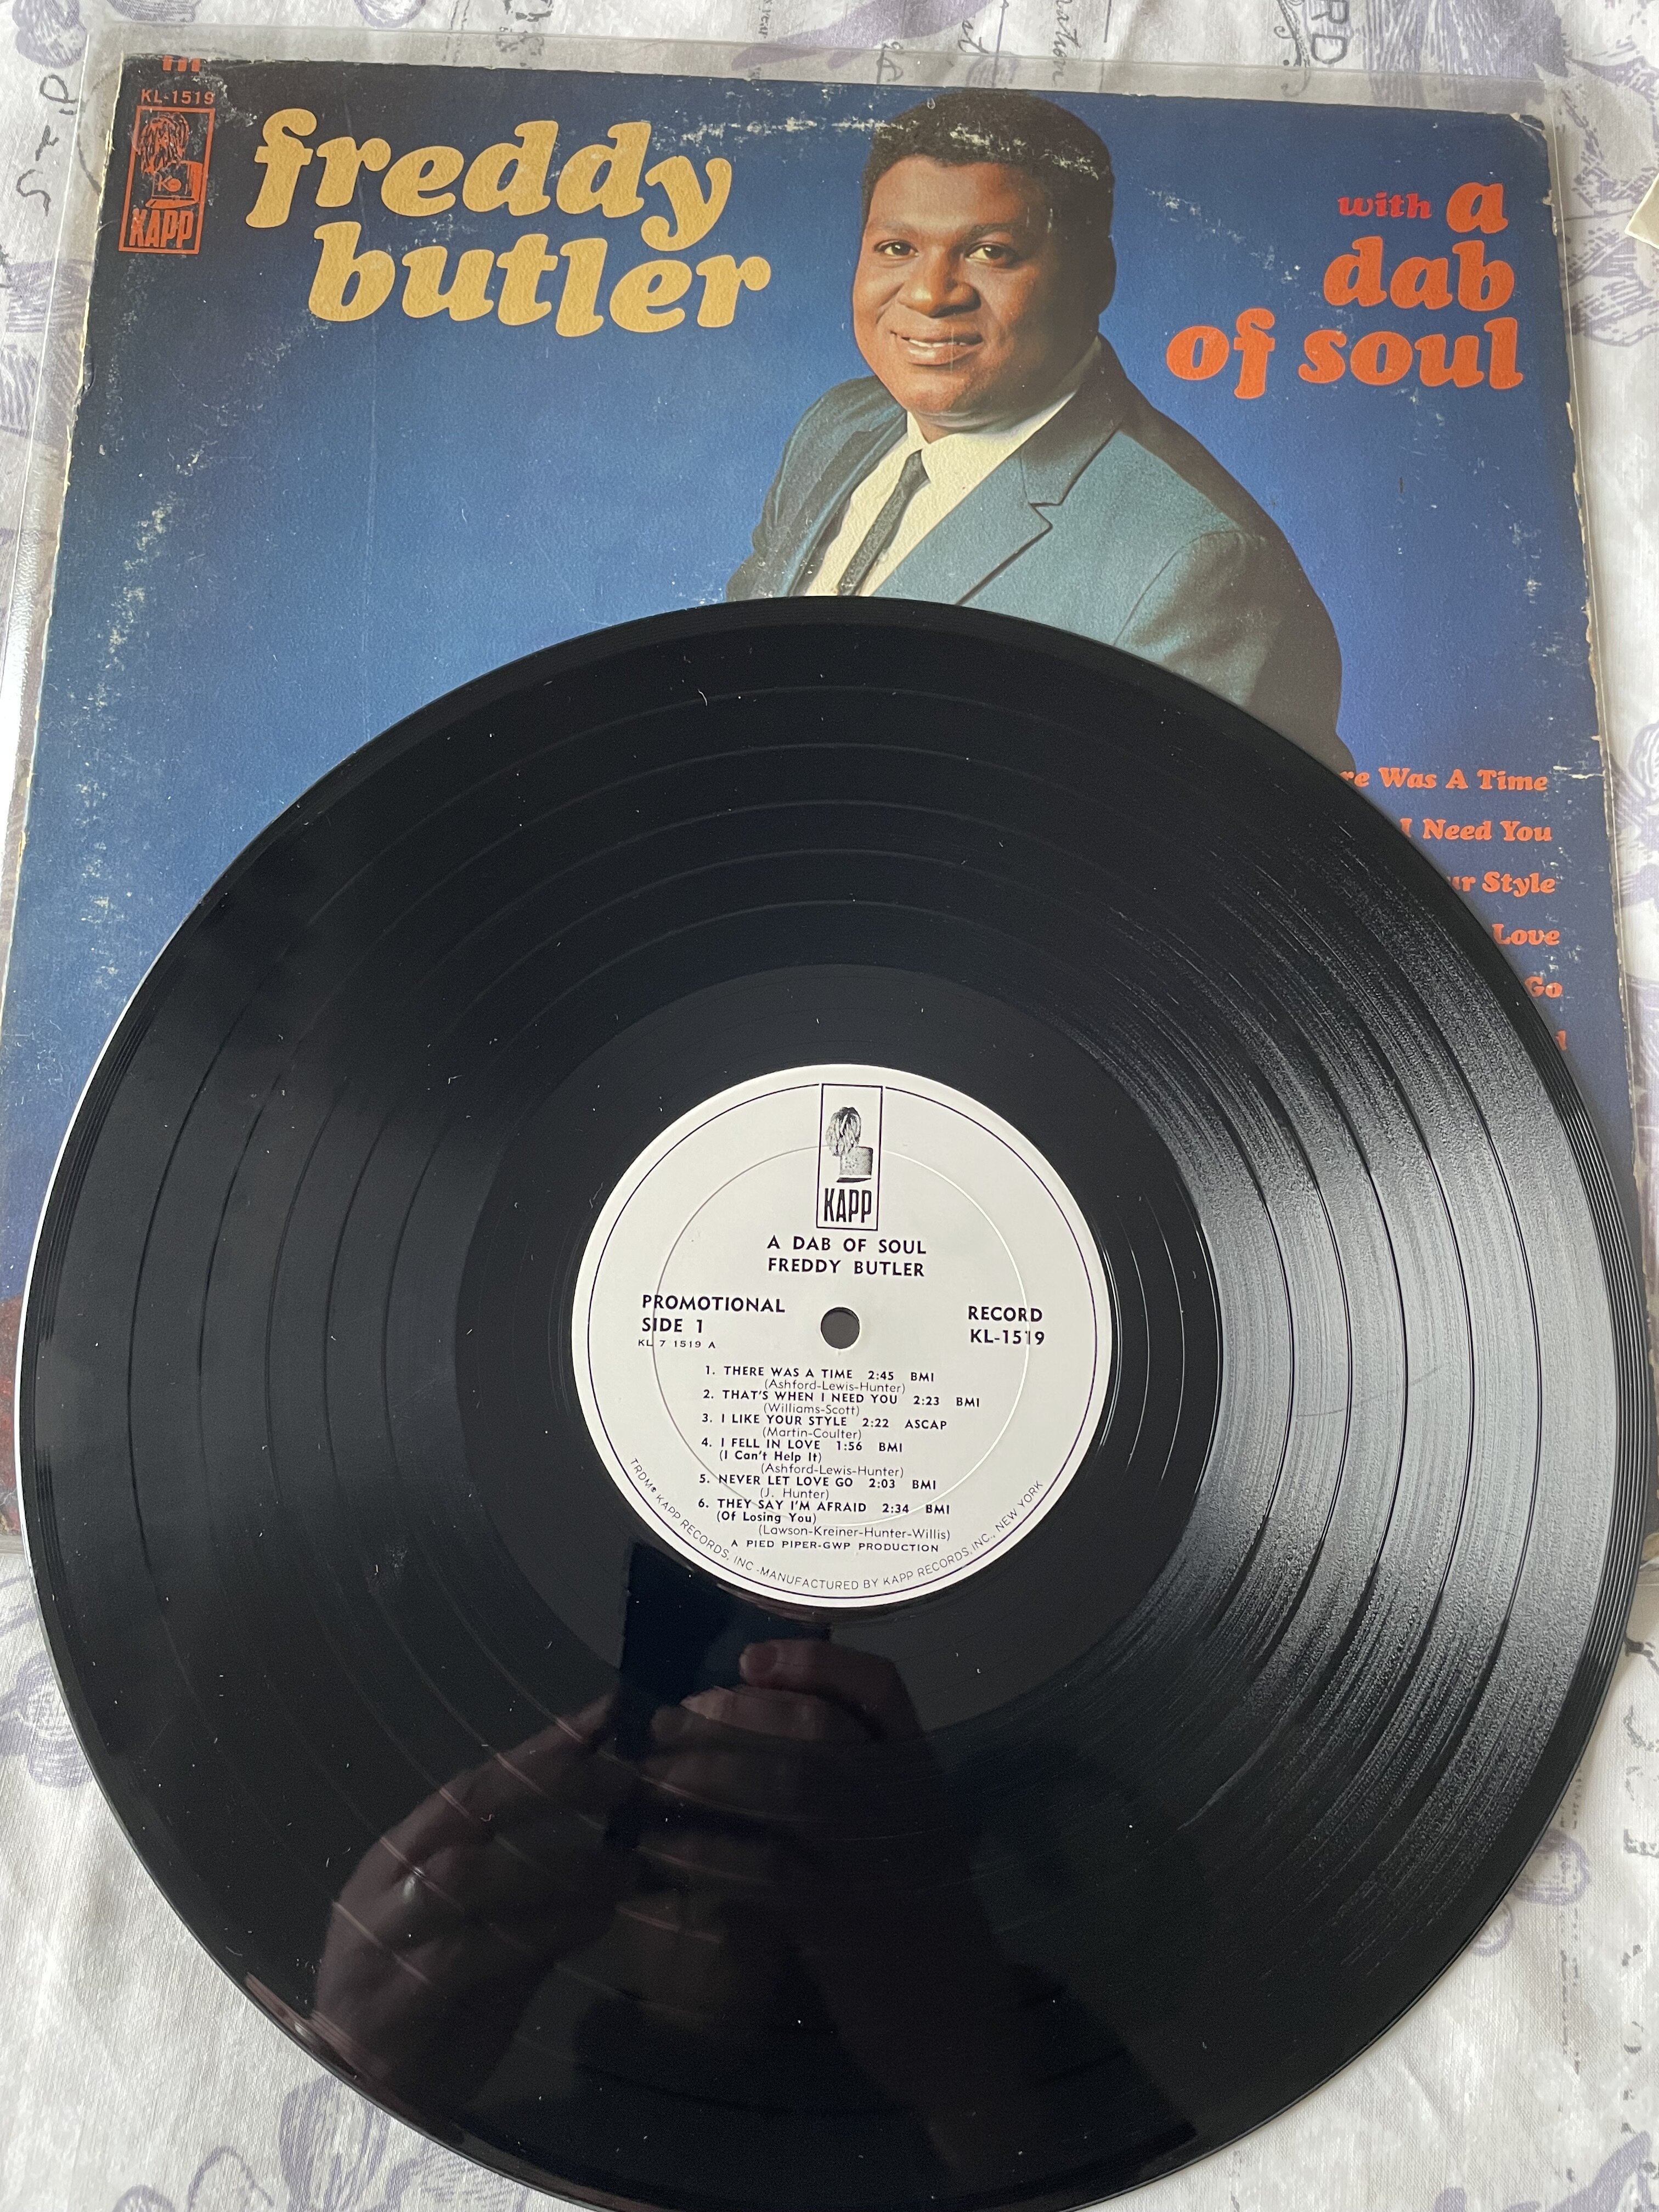 KL-1519
KAPP
freddy
butler
with a
dab
of soul
Was A Time
I Need You
Style
Love
Go
KAPP
A DAB OF SOUL
FREDDY BUTLER
PROMOTIONAL
SIDE 1
KL 7 1519 A
RECORD
KL-1519
1. THERE WAS A TIME 2:45 BMI
(Ashford-Lewis-Hunter)
2. THAT'S WHEN I NEED YOU 2:23 BMI
(Williams-Scott)
3. I LIKE YOUR STYLE 2:22 ASCAP
(Martin-Coulter)
4. I FELL IN LOVE 1:56 BMI
(I Can't Help It)
(Ashford-Lewis-Hunter)
5. NEVER LET LOVE GO 2:03 BMI
(J. Hunter)
6. THEY SAY I'M AFRAID 2:34 BMI
(Of Losing You)
(Lawson-Kreiner-Hunter-Willis)
A PIED PIPER-GWP PRODUCTION
TRDMK KAPP RECORDS, INC.-MANUFACTURED BY KAPP RECORDS, INC., NEW YORK